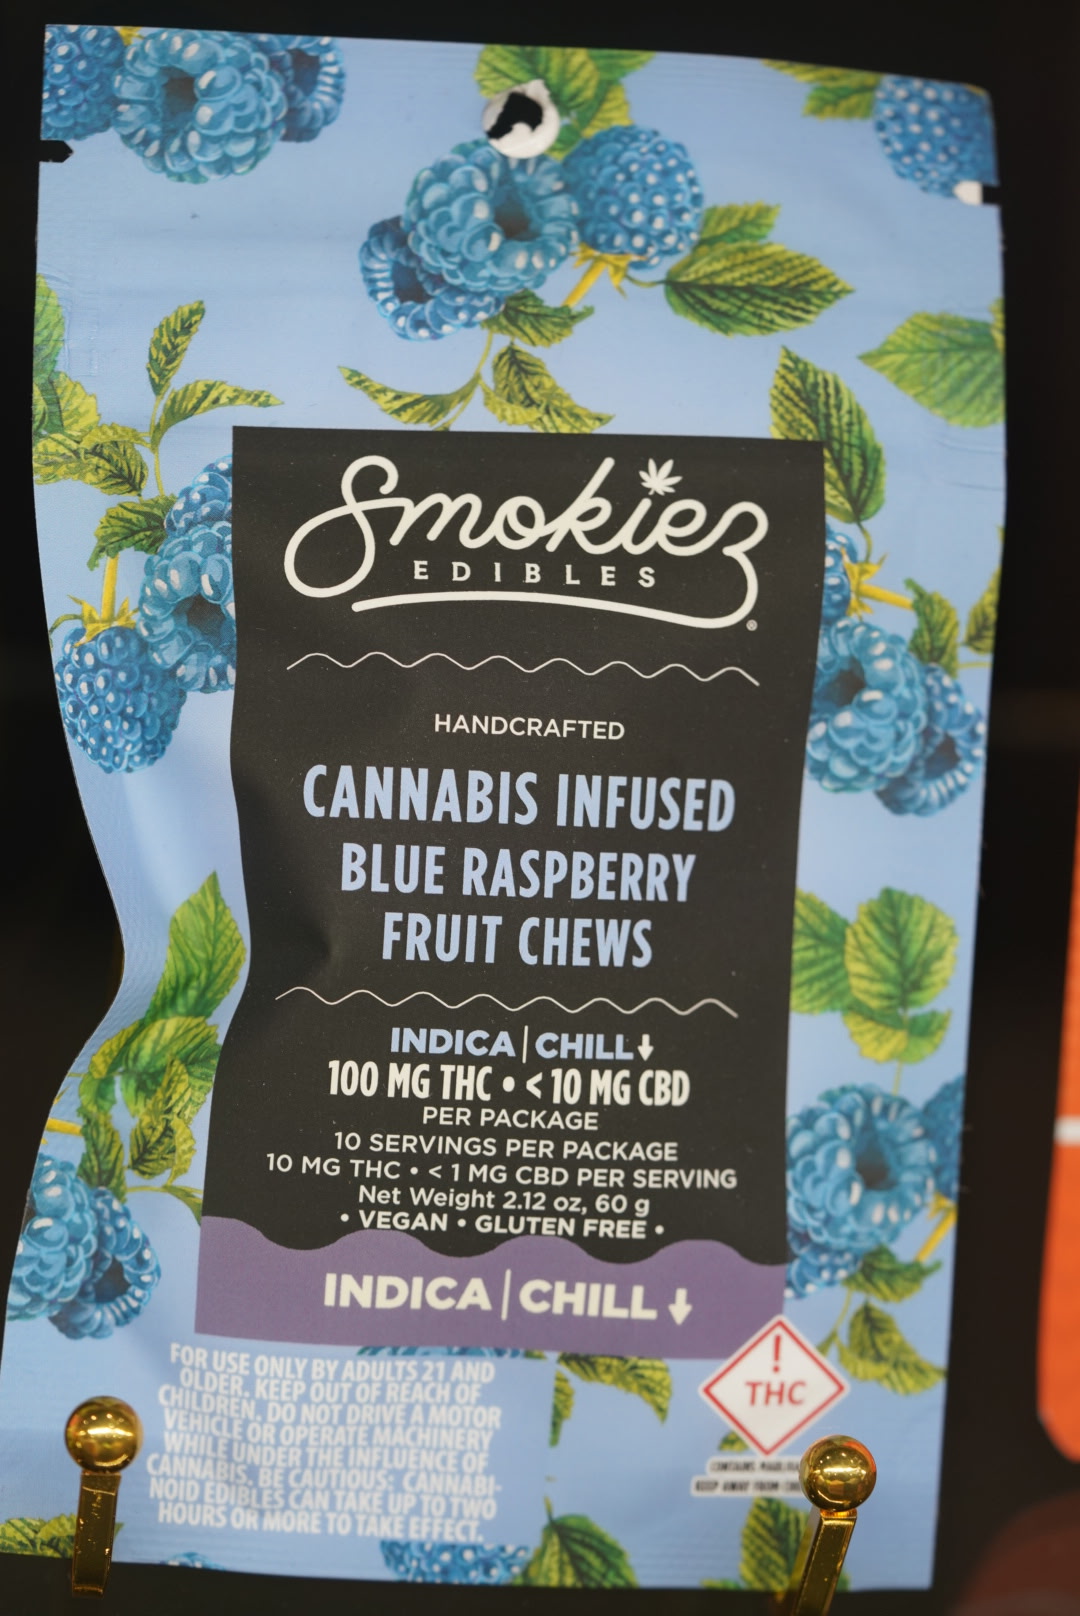 Smokiez
EDIBLES
®
HANDCRAFTED
CANNABIS INFUSED
BLUE RASPBERRY
FRUIT CHEWS
INDICA | CHILL ↓
100 MG THC • < 10 MG CBD
PER PACKAGE
10 SERVINGS PER PACKAGE
10 MG THC • < 1 MG CBD PER SERVING
Net Weight 2.12 oz, 60 g
• VEGAN • GLUTEN FREE •
INDICA | CHILL ↓
FOR USE ONLY BY ADULTS 21 AND
OLDER. KEEP OUT OF REACH OF
CHILDREN. DO NOT DRIVE A MOTOR
VEHICLE OR OPERATE MACHINERY
WHILE UNDER THE INFLUENCE OF
CANNABIS. BE CAUTIOUS: CANNABI-
NOID EDIBLES CAN TAKE UP TO TWO
HOURS OR MORE TO TAKE EFFECT.
!
THC
CONTAINS
KEEP AWAY FROM